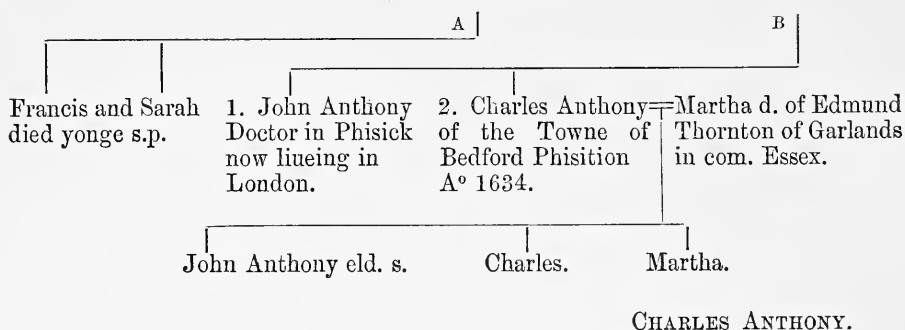 A
B
Francis and Sarah
died yonge s.p.
1. John Anthony
Doctor in Phisick
now liueing in
London.
2. Charles Anthony
of the Towne of
Bedford Phisition
Aº 1634.
Martha d. of Edmund
Thornton of Garlands
in com. Essex.
John Anthony eld. s.
Charles.
Martha.
CHARLES ANTHONY.